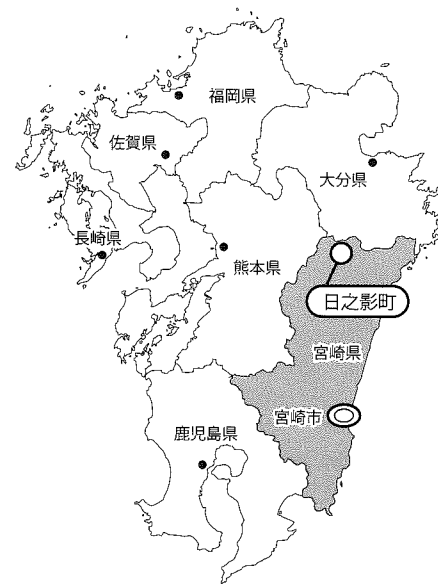 福岡県
佐賀県
大分県
長崎県
熊本県
日之影町
宮崎県
宮崎市
鹿児島県